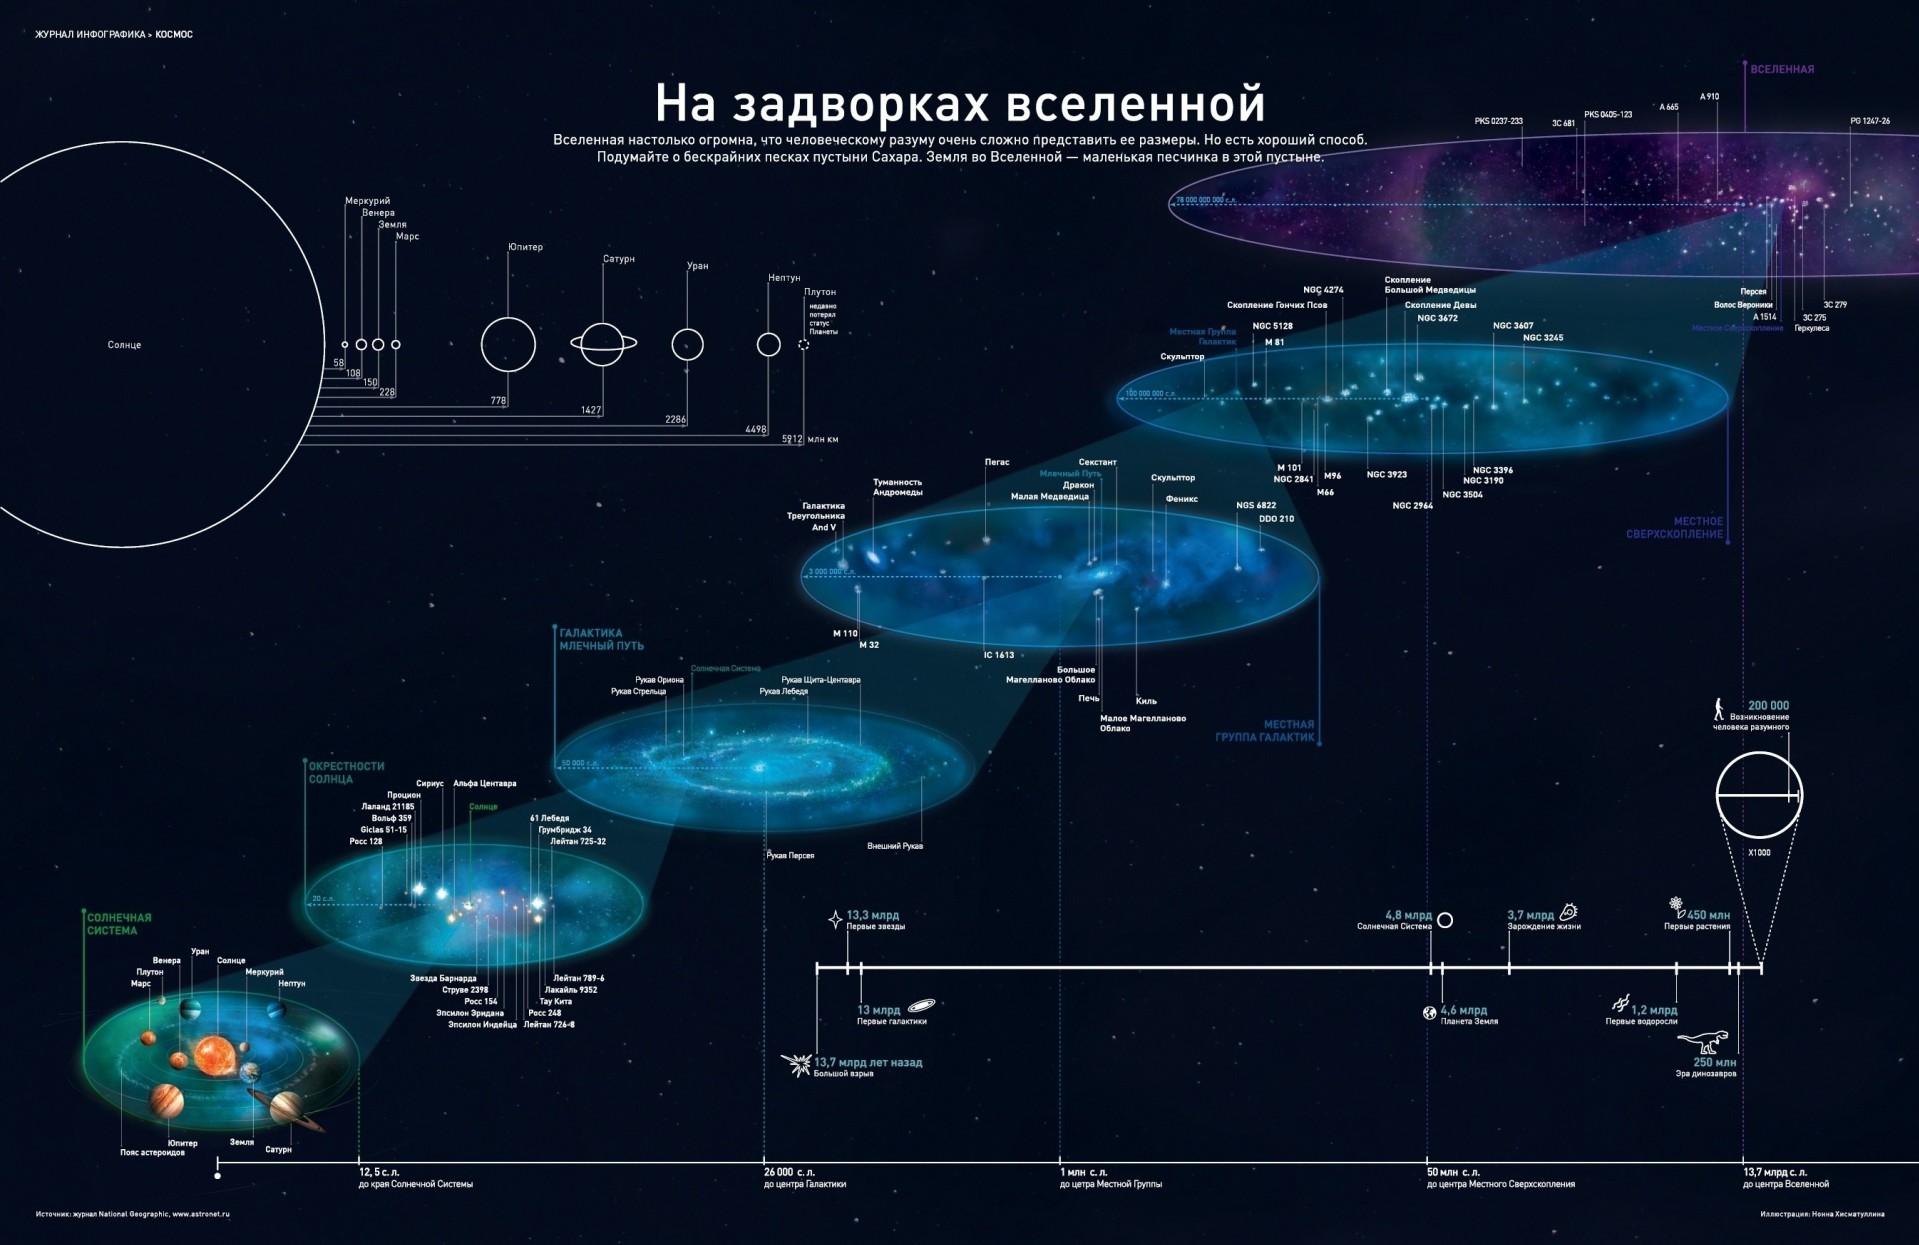 ЖУРНАЛ ИНФОГРАФИКА > КОСМОС
На задворках вселенной
Вселенная настолько огромна, что человеческому разуму очень сложно представить ее размеры. Но есть хороший способ.
Подумайте о бескрайних песках пустыни Сахара. Земля во Вселенной — маленькая песчинка в этой пустыне.
Солнце
Меркурий
Венера
Земля
Марс
Юпитер
Сатурн
Уран
Нептун
Плутон
недавно
потерял
статус
Планеты
58
108
150
228
778
1427
2286
4498
5912 млн км
ВСЕЛЕННАЯ
PKS 0237-233
3C 681
PKS 0405-123
A 665
A 910
PG 1247-26
78 000 000 000 с.л.
Персея
Волос Вероники
A 1514
Местное Сверхскопление
3C 279
3C 275
Геркулеса
МЕСТНОЕ
СВЕРХСКОПЛЕНИЕ
Местная Группа
Галактик
Скульптор
Скопление Гончих Псов
NGC 5128
M 81
NGC 4274
Скопление
Большой Медведицы
Скопление Девы
NGC 3672
NGC 3607
NGC 3245
100 000 000 с.л.
M 101
NGC 2841
M96
M66
NGC 3923
NGC 2964
NGC 3396
NGC 3190
NGC 3504
МЕСТНАЯ
ГРУППА ГАЛАКТИК
Галактика
Треугольника
And V
Туманность
Андромеды
Пегас
Секстант
Млечный Путь
Дракон
Малая Медведица
Скульптор
Феникс
NGS 6822
DDO 210
3 000 000 с.л.
M 110
M 32
IC 1613
Большое
Магелланово Облако
Печь
Малое Магелланово
Облако
Киль
ГАЛАКТИКА
МЛЕЧНЫЙ ПУТЬ
Солнечная Система
Рукав Ориона
Рукав Стрельца
Рукав Щита-Центавра
Рукав Лебедя
50 000 с.л.
Рукав Персея
Внешний Рукав
ОКРЕСТНОСТИ
СОЛНЦА
Сириус
Альфа Центавра
Процион
Лаланд 21185
Вольф 359
Giclas 51-15
Росс 128
Солнце
61 Лебедя
Грумбридж 34
Лейтан 725-32
20 с.л.
Звезда Барнарда
Струве 2398
Росс 154
Эпсилон Эридана
Эпсилон Индейца
Лейтан 789-6
Лакайль 9352
Тау Кита
Росс 248
Лейтан 726-8
СОЛНЕЧНАЯ
СИСТЕМА
Уран
Венера
Солнце
Плутон
Меркурий
Марс
Нептун
Пояс астероидов
Юпитер
Земля
Сатурн
200 000
Возникновение
человека разумного
X1000
13,3 млрд
Первые звезды
4,8 млрд
Солнечная Система
3,7 млрд
Зарождение жизни
450 млн
Первые растения
13 млрд
Первые галактики
13,7 млрд лет назад
Большой взрыв
4,6 млрд
Планета Земля
1,2 млрд
Первые водоросли
250 млн
Эра динозавров
12, 5 с. л.
до края Солнечной Системы
26 000 с. л.
до центра Галактики
1 млн с. л.
до цетра Местной Группы
50 млн с. л.
до центра Местного Сверхскопления
13,7 млрд с. л.
до центра Вселенной
Источник: журнал National Geographic, www.astronet.ru
Иллюстрация: Нонна Хисматуллина